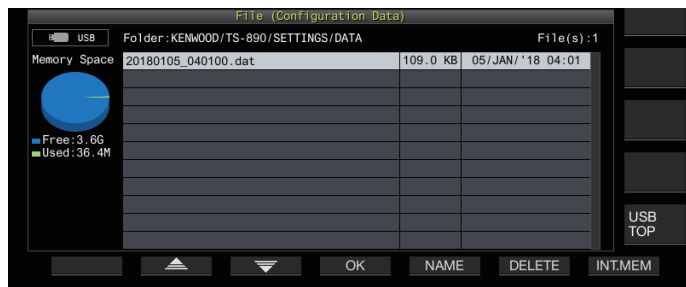 File (Configuration Data)
USB Folder:KENWOOD/TS-890/SETTINGS/DATA File(s):1
Memory Space 20180105_040100.dat 109.0 KB 05/JAN/'18 04:01
Free:3.6G
Used:36.4M
USB
TOP
OK NAME DELETE INT.MEM